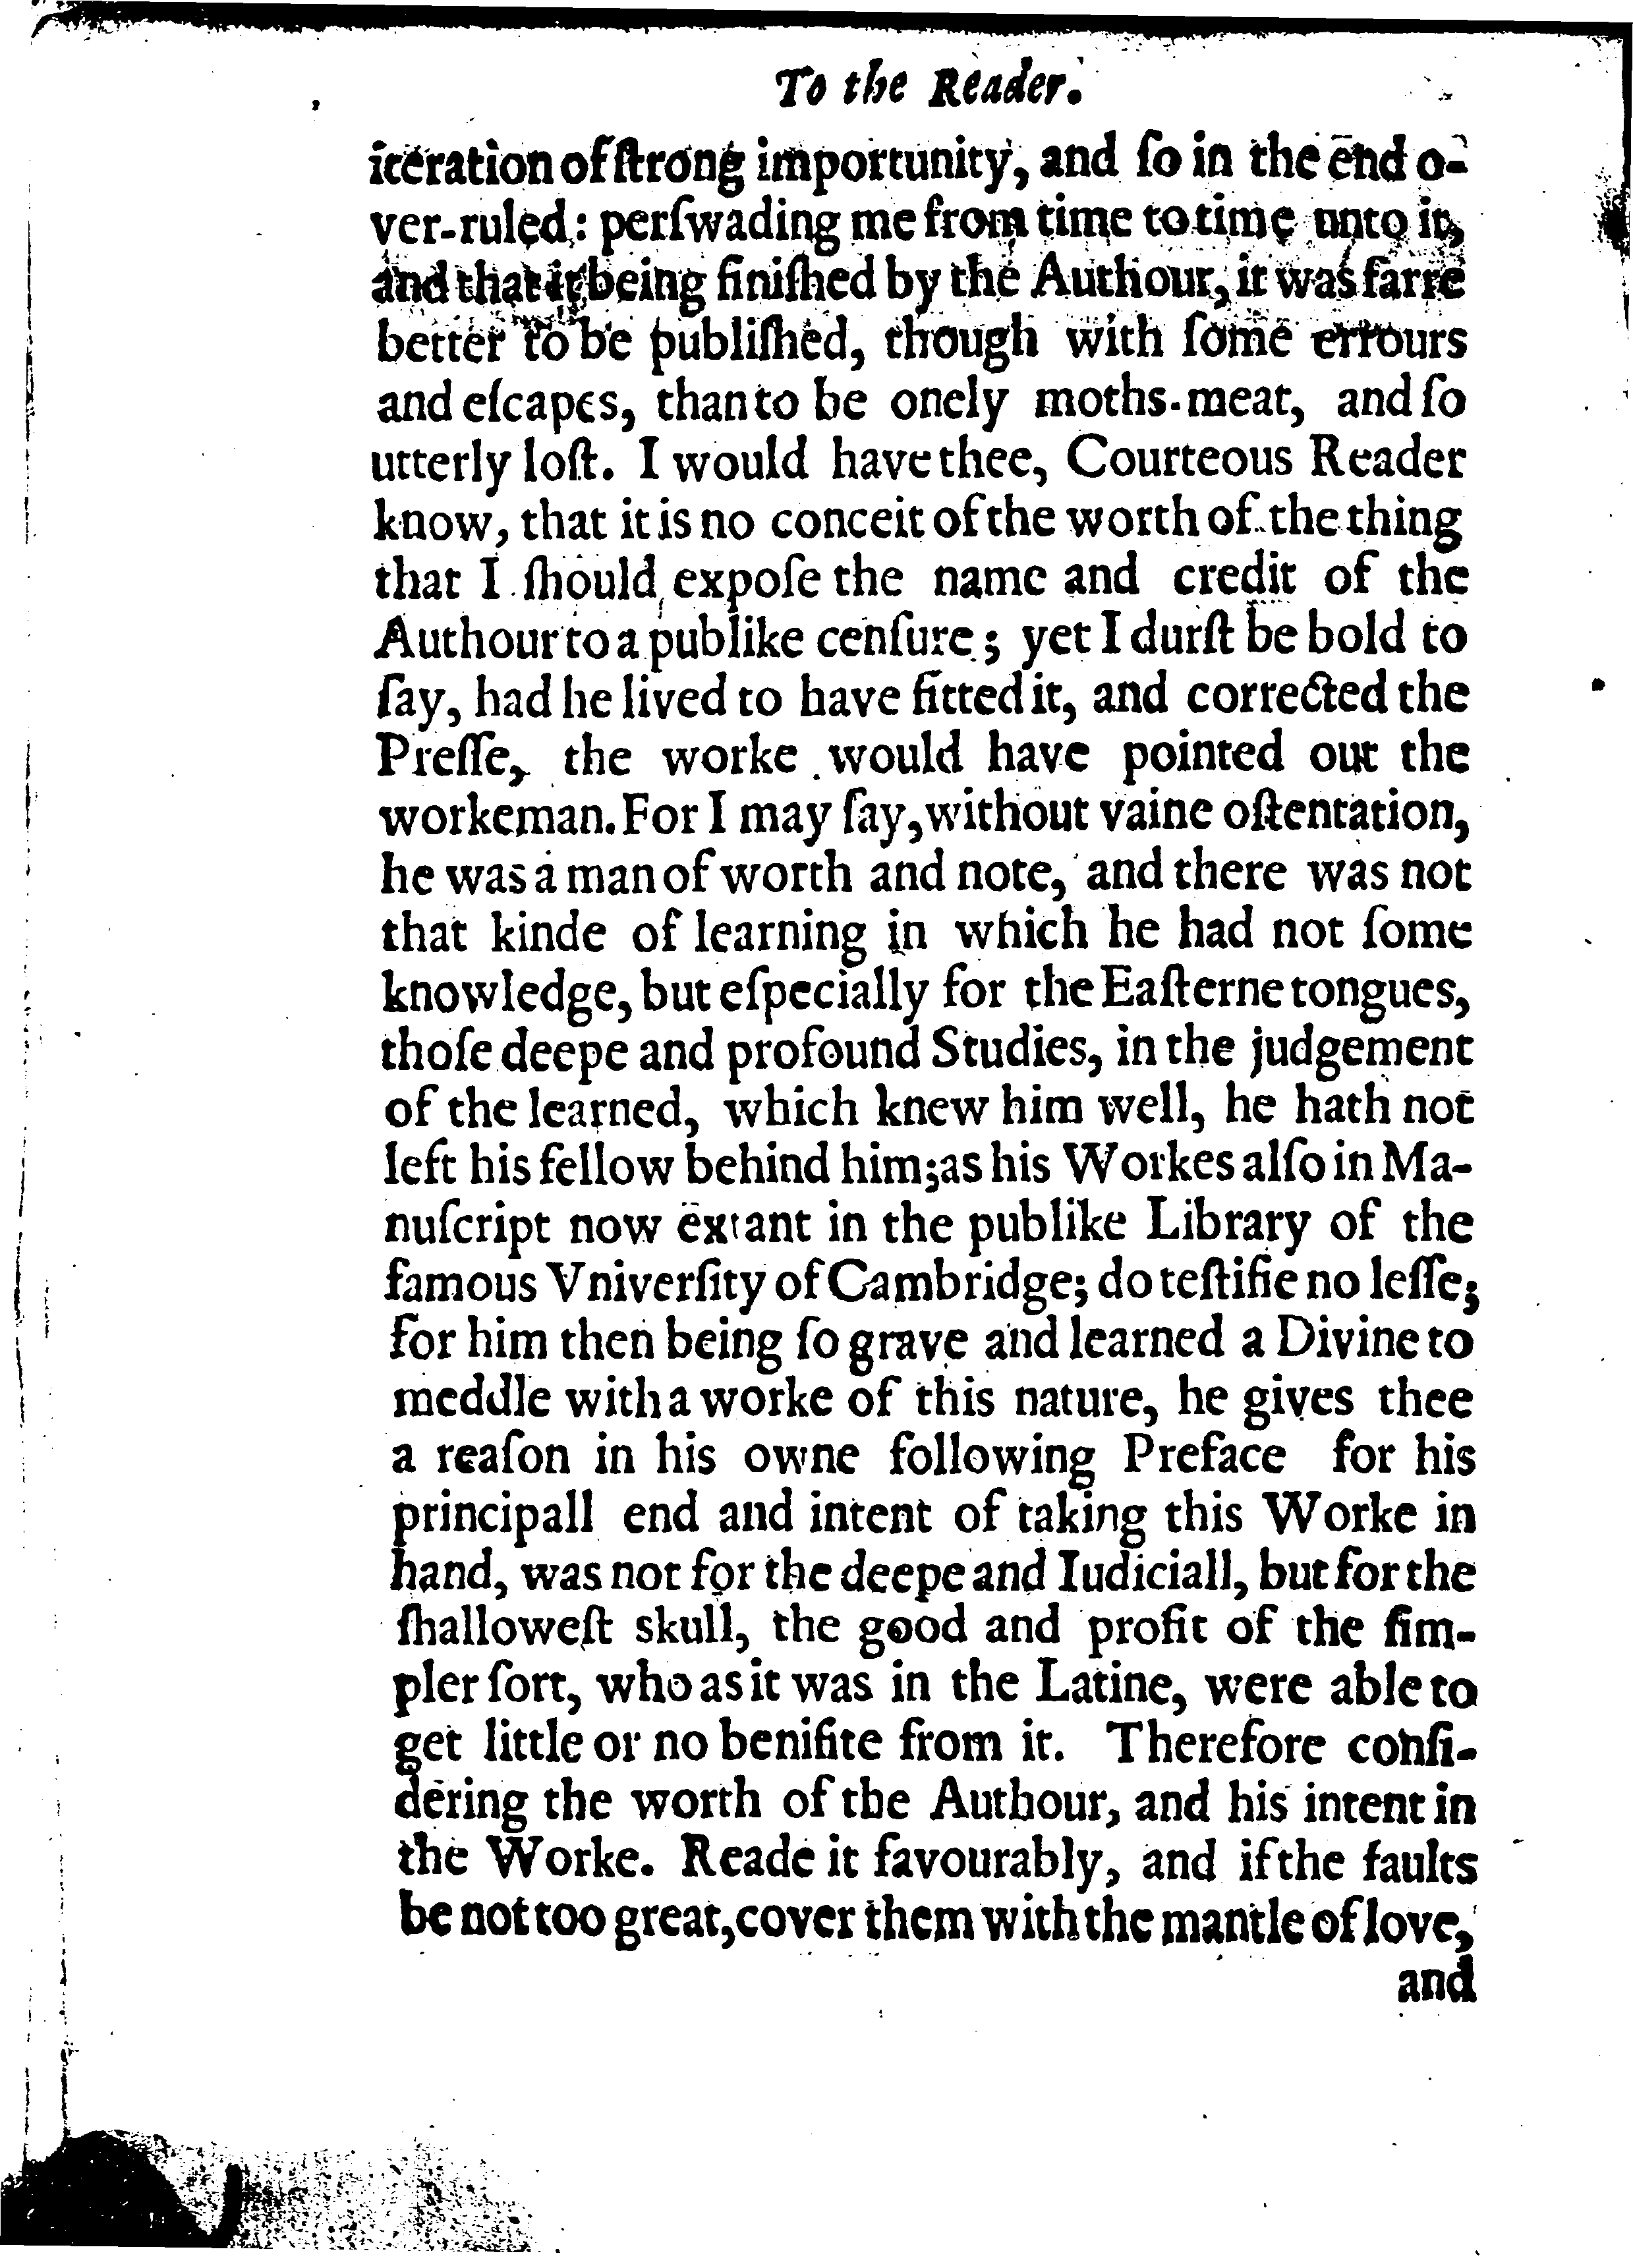 To the Reader.
iteration of ſtrong importunity, and ſo in the end o-
ver-ruled: perſwading me from time to time unto it,
and that it being finiſhed by the Authour, it was farre
better to be publiſhed, though with ſome errours
and eſcapes, than to be onely moths-meat, and ſo
utterly loſt. I would have thee, Courteous Reader
know, that it is no conceit of the worth of the thing
that I ſhould expoſe the name and credit of the
Authour to a publike cenſure; yet I durſt be bold to
ſay, had he lived to have fitted it, and corrected the
Preſſe, the worke would have pointed out the
workeman. For I may ſay, without vaine oſtentation,
he was a man of worth and note, and there was not
that kinde of learning in which he had not ſome
knowledge, but eſpecially for the Eaſterne tongues,
thoſe deepe and profound Studies, in the judgement
of the learned, which knew him well, he hath not
left his fellow behind him; as his Workes alſo in Ma-
nuſcript now extant in the publike Library of the
famous Vniverſity of Cambridge; do teſtifie no leſſe;
for him then being ſo grave and learned a Divine to
meddle with a worke of this nature, he gives thee
a reaſon in his owne following Preface for his
principall end and intent of taking this Worke in
hand, was not for the deepe and Iudiciall, but for the
ſhalloweſt skull, the good and profit of the ſim-
pler ſort, who as it was in the Latine, were able to
get little or no benifite from it. Therefore conſi-
dering the worth of the Authour, and his intent in
the Worke. Reade it favourably, and if the faults
be not too great, cover them with the mantle of love,
and